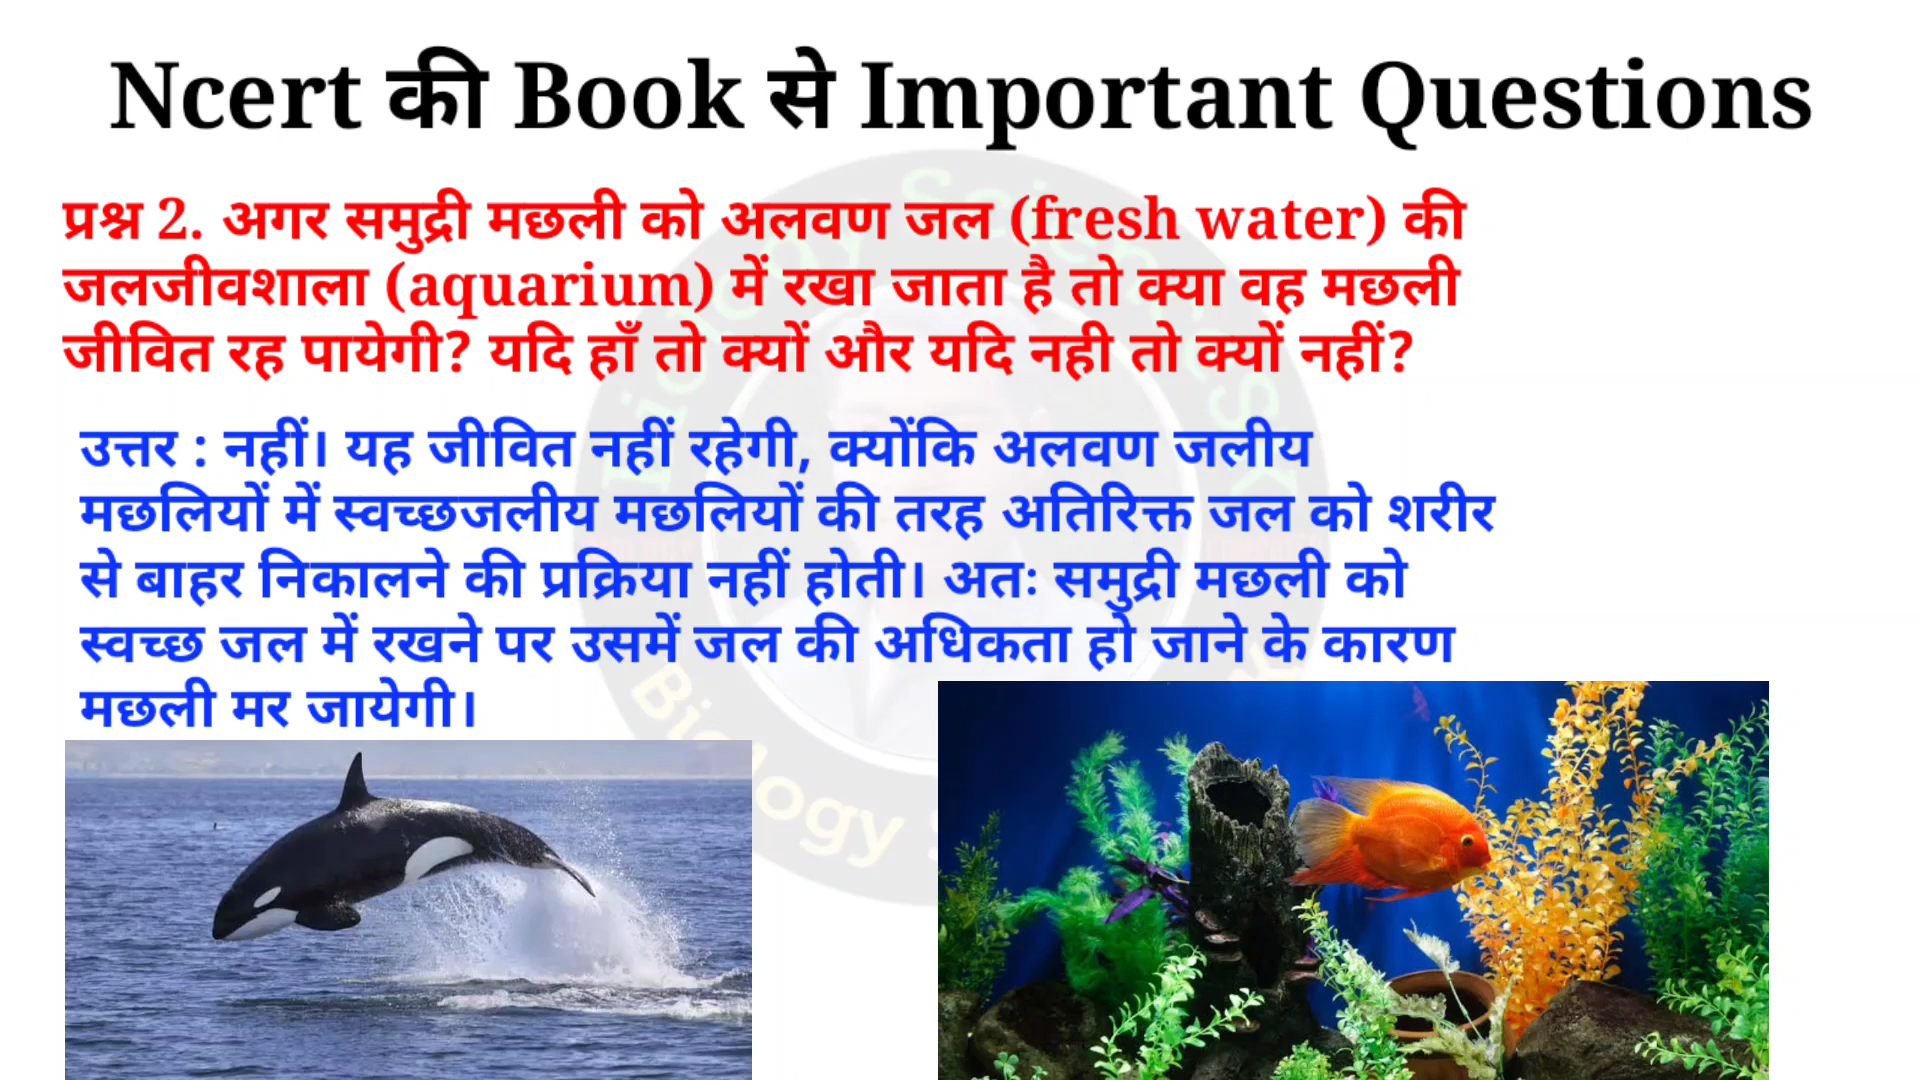 Ncert की Book से Important Questions
प्रश्न 2. अगर समुद्री मछली को अलवण जल (fresh water) की
जलजीवशाला (aquarium) में रखा जाता है तो क्या वह मछली
जीवित रह पायेगी? यदि हाँ तो क्यों और यदि नही तो क्यों नहीं?
उत्तर : नहीं। यह जीवित नहीं रहेगी, क्योंकि अलवण जलीय
मछलियों में स्वच्छजलीय मछलियों की तरह अतिरिक्त जल को शरीर
से बाहर निकालने की प्रक्रिया नहीं होती। अतः समुद्री मछली को
स्वच्छ जल में रखने पर उसमें जल की अधिकता हो जाने के कारण
मछली मर जायेगी।